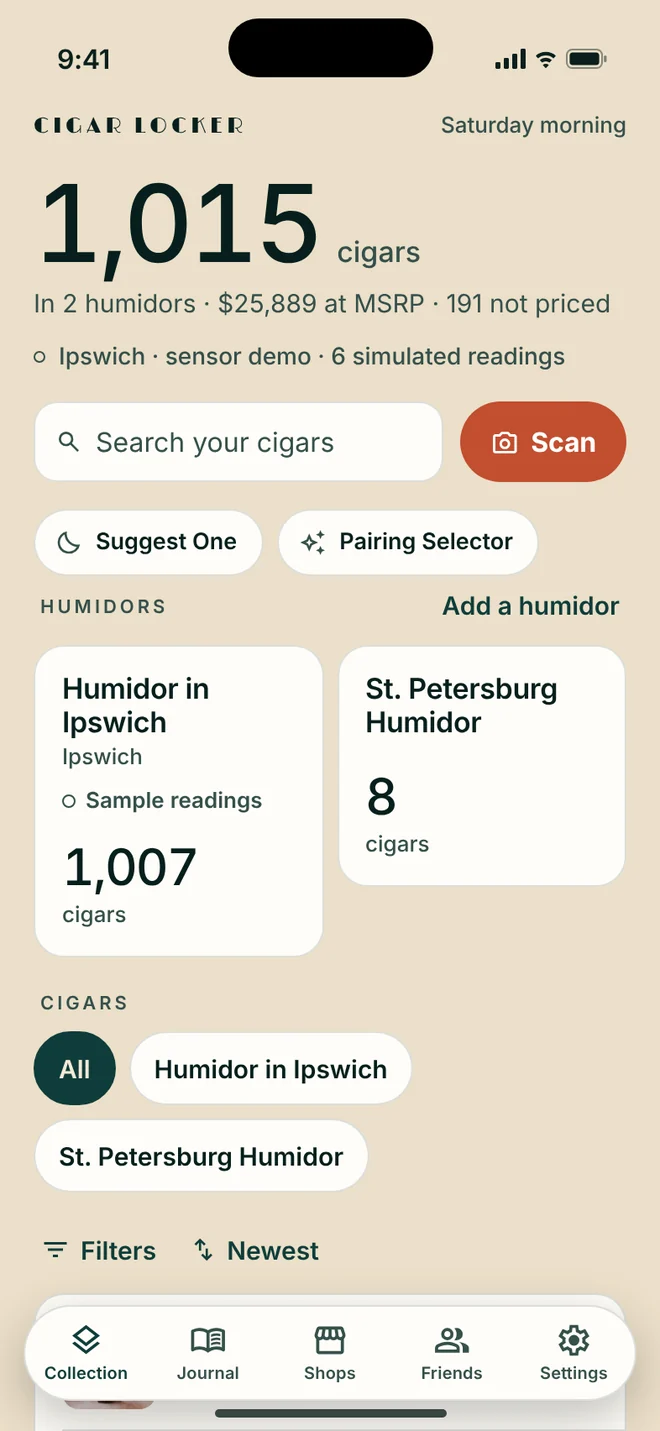 9:41
CIGAR LOCKER
Saturday morning
1,015 cigars
In 2 humidors · $25,889 at MSRP · 191 not priced
Ipswich · sensor demo · 6 simulated readings
Search your cigars
Scan
Suggest One
Pairing Selector
HUMIDORS
Add a humidor
Humidor in
Ipswich
Ipswich
Sample readings
1,007
cigars
St. Petersburg
Humidor
8
cigars
CIGARS
All
Humidor in Ipswich
St. Petersburg Humidor
Filters
Newest
Collection
Journal
Shops
Friends
Settings